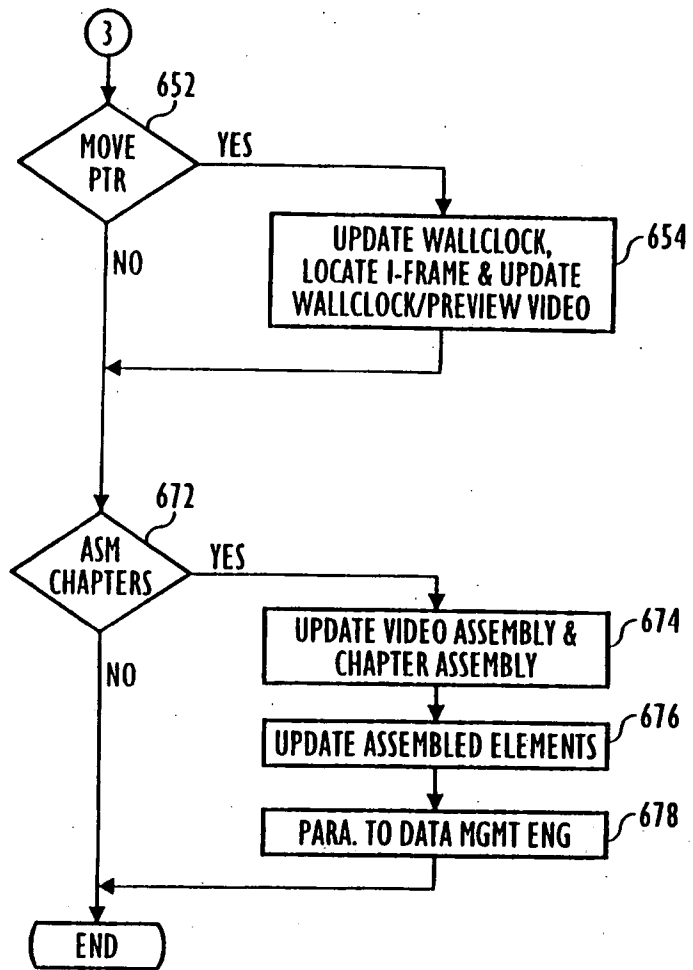 3
652
MOVE
PTR
YES
NO
UPDATE WALLCLOCK,
LOCATE I-FRAME & UPDATE
WALLCLOCK/PREVIEW VIDEO
654
672
ASM
CHAPTERS
YES
NO
UPDATE VIDEO ASSEMBLY &
CHAPTER ASSEMBLY
674
UPDATE ASSEMBLED ELEMENTS
676
PARA. TO DATA MGMT ENG
678
END